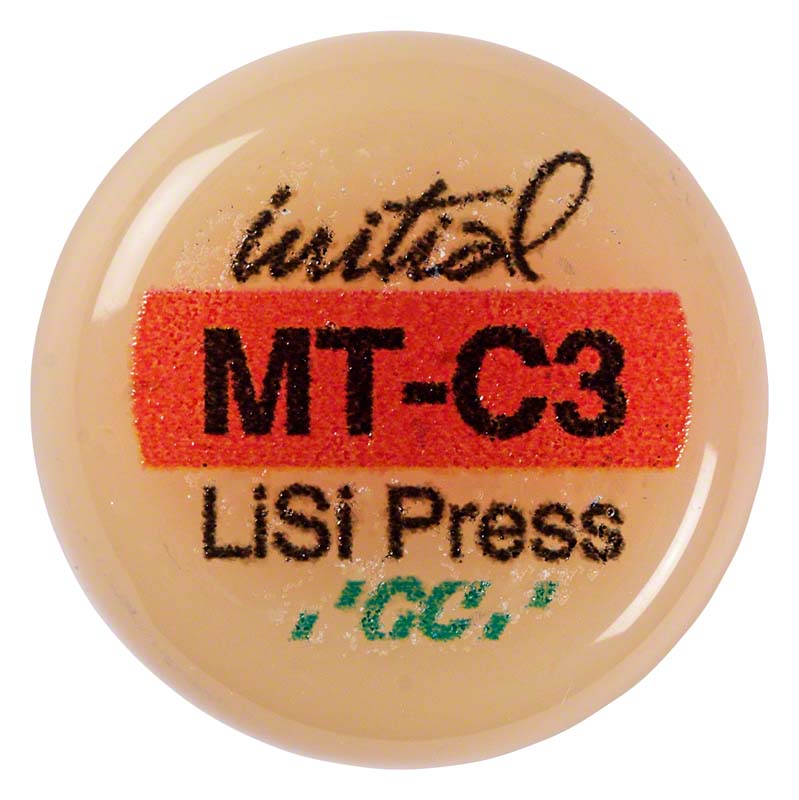 initial
MT-C3
LiSi Press
'GC'